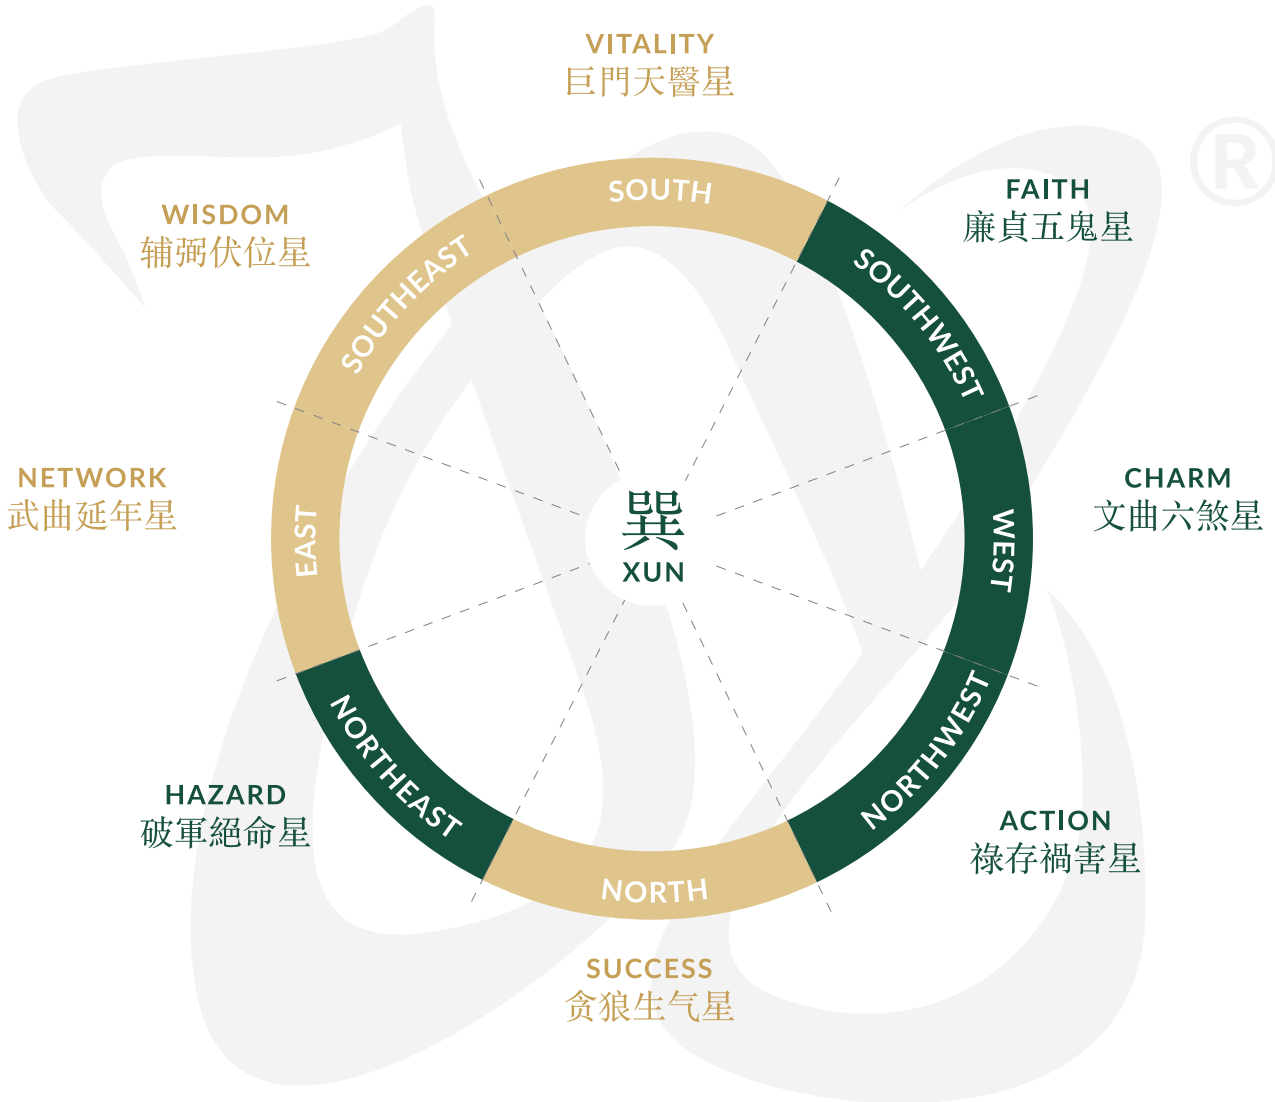 VITALITY
巨門天醫星
SOUTH
FAITH
廉貞五鬼星
WISDOM
辅弼伏位星
SOUTHEAST
SOUTHWEST
NETWORK
武曲延年星
EAST
巽
XUN
WEST
CHARM
文曲六煞星
NORTHEAST
NORTHWEST
HAZARD
破軍絕命星
ACTION
祿存禍害星
NORTH
SUCCESS
贪狼生气星
®